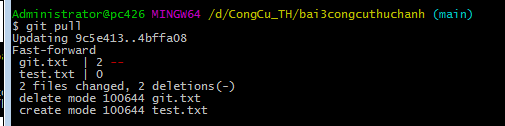 Administrator@pc426 MINGW64 /d/CongCu_TH/bai3congcuthuchanh (main)
$ git pull
Updating 9c5e413..4bffa08
Fast-forward
 git.txt  | 2 --
 test.txt | 0
 2 files changed, 2 deletions(-)
 delete mode 100644 git.txt
 create mode 100644 test.txt